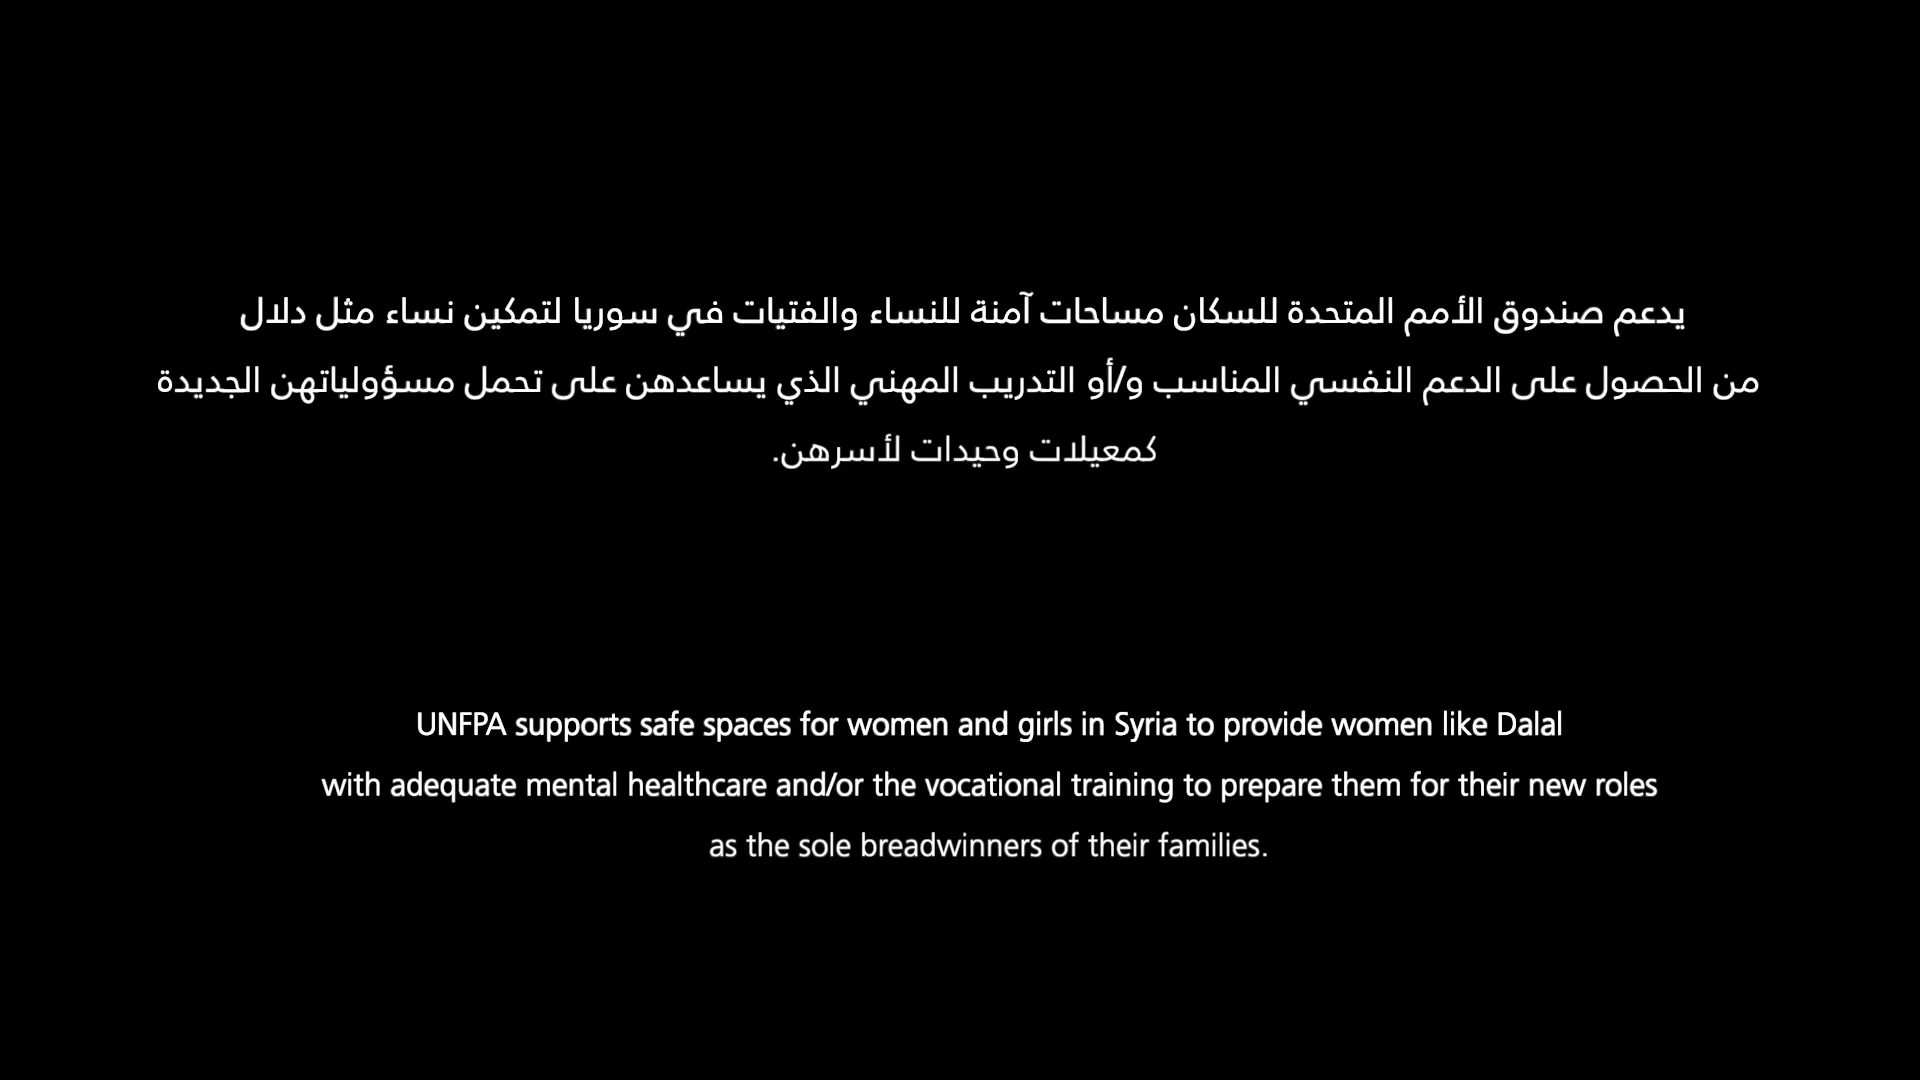 يدعم صندوق الأمم المتحدة للسكان مساحات آمنة للنساء والفتيات في سوريا لتمكين نساء مثل دلال
من الحصول على الدعم النفسي المناسب و/أو التدريب المهني الذي يساعدهن على تحمل مسؤولياتهن الجديدة
كمعيلات وحيدات لأسرهن.
UNFPA supports safe spaces for women and girls in Syria to provide women like Dalal
with adequate mental healthcare and/or the vocational training to prepare them for their new roles
as the sole breadwinners of their families.